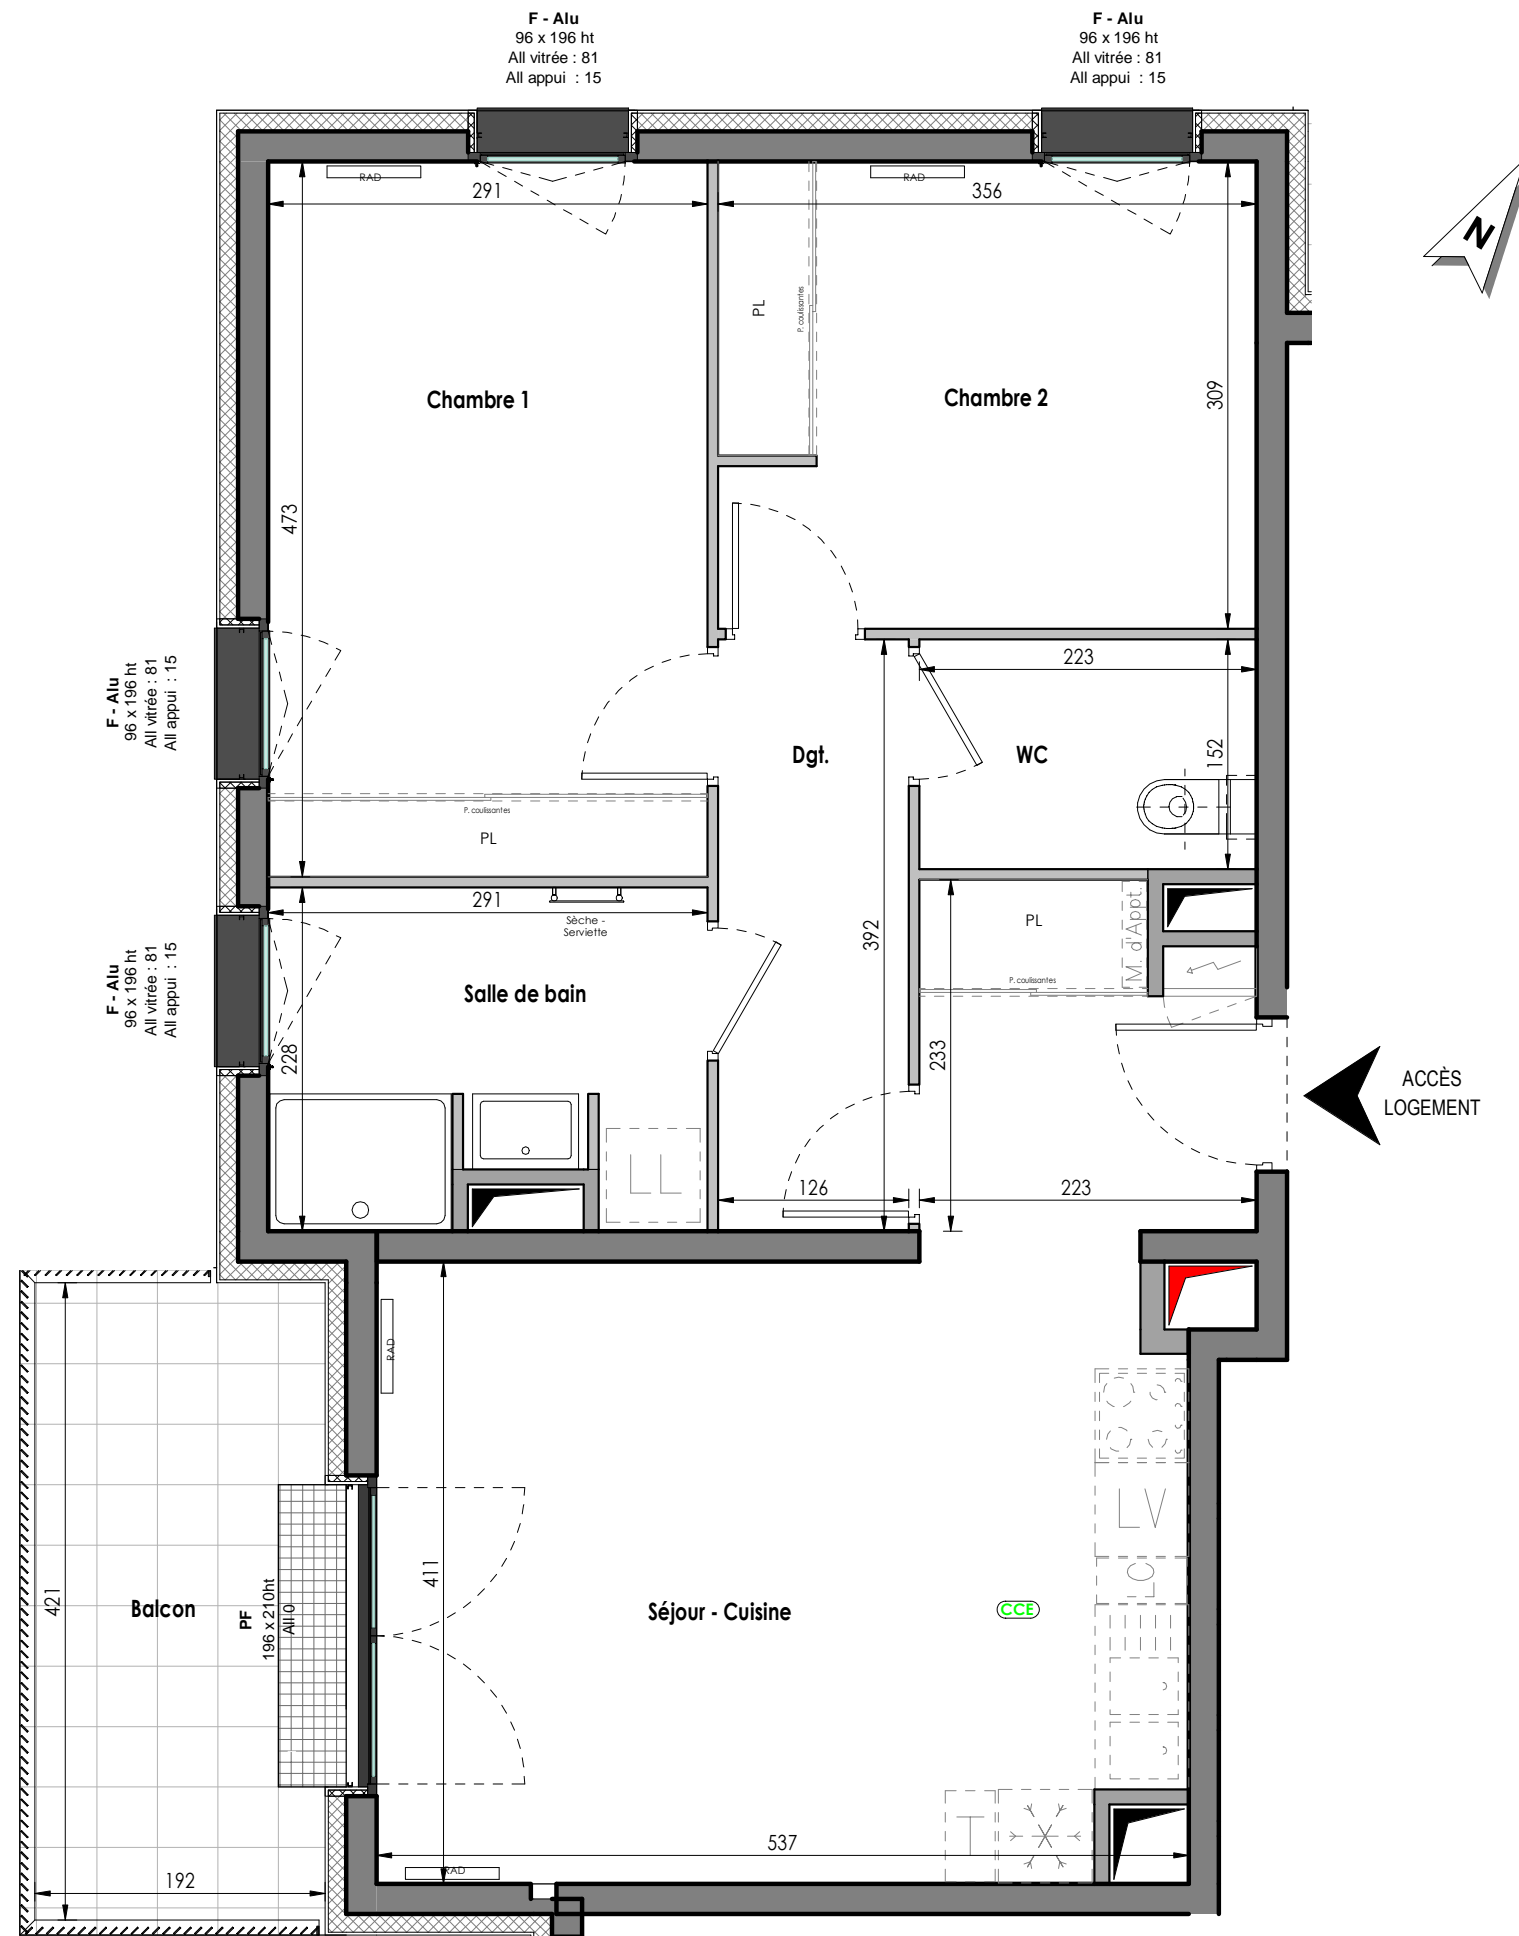 F - Alu
96 x 196 ht
All vitrée : 81
All appui : 15
F - Alu
96 x 196 ht
All vitrée : 81
All appui : 15
N
RAD
291
RAD
356
PL
P. coulissantes
Chambre 1
Chambre 2
309
473
F - Alu
96 x 196 ht
All vitrée : 81
All appui : 15
223
Dgt.
WC
152
P. coulissantes
PL
291
Sèche -
Serviette
392
PL
M. d'Appt.
P. coulissantes
F - Alu
96 x 196 ht
All vitrée : 81
All appui : 15
Salle de bain
228
233
ACCÈS
LOGEMENT
LL
126
223
RAD
LV
LC
411
421
Balcon
PF
196 x 210ht
All 0
Séjour - Cuisine
CCE
T
537
RAD
192